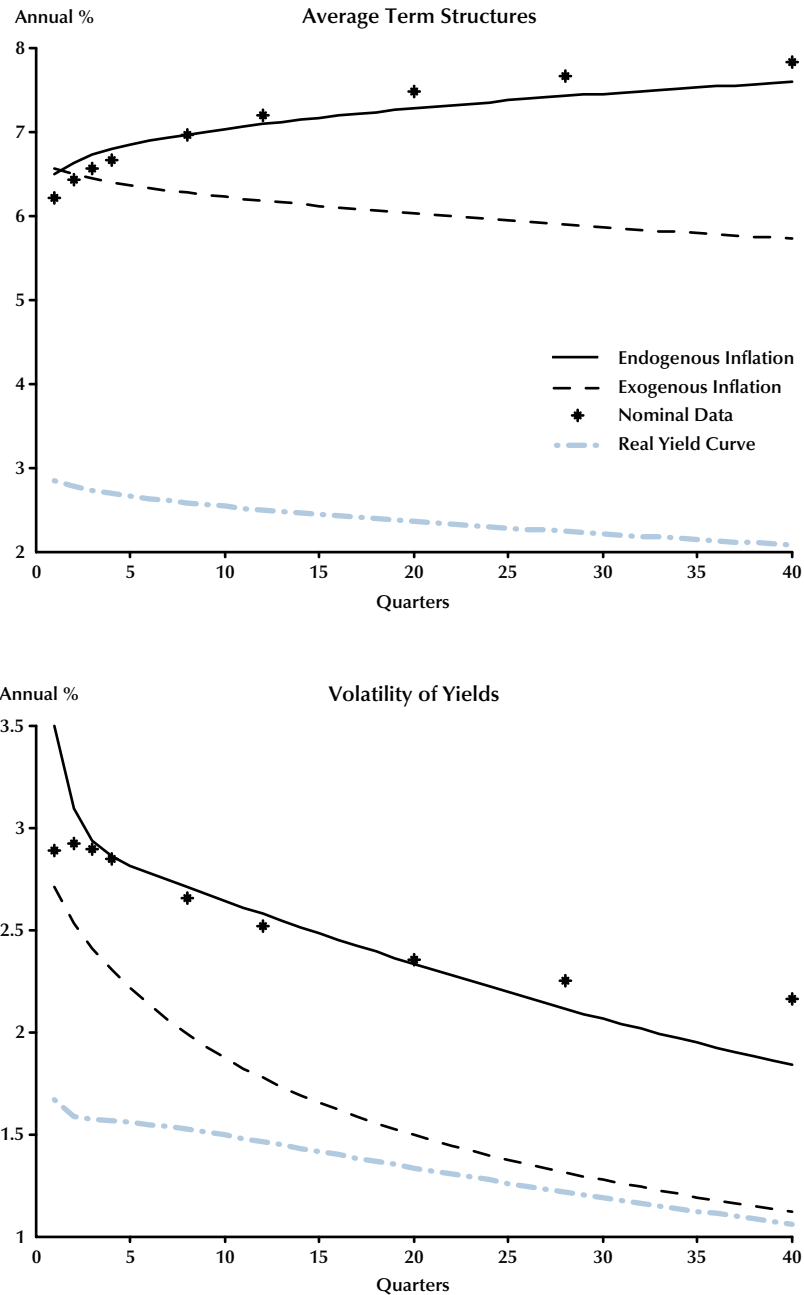 Average Term Structures
Annual %
8
7
6
5
4
3
2
Endogenous Inflation
Exogenous Inflation
Nominal Data
Real Yield Curve
0 5 10 15 20 25 30 35 40
Quarters
Volatility of Yields
Annual %
3.5
3
2.5
2
1.5
1
0 5 10 15 20 25 30 35 40
Quarters